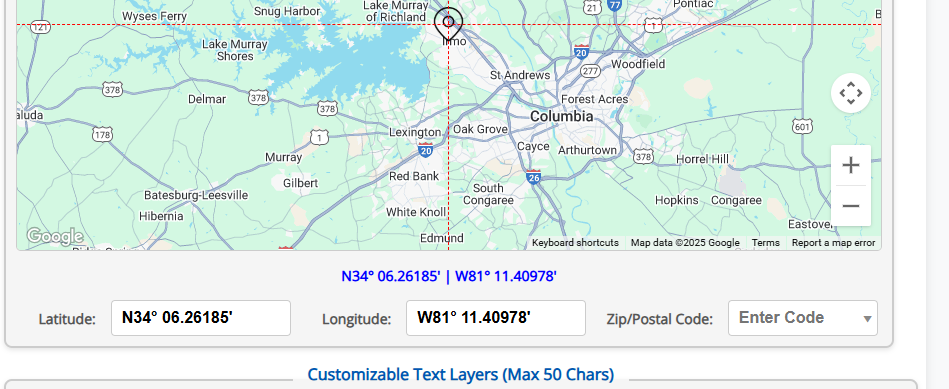 Pontiac
Lake Murray
of Richland
Snug Harbor
Wyses Ferry
21
77
1
B
121
Irmo
Lake Murray
Shores
20
St Andrews
277
Woodfield
378
Delmar
378
378
Forest Acres
aluda
Columbia
178
1
Lexington
Oak Grove
601
20
Cayce
Arthurtown
378
Murray
Horrel Hill
Red Bank
26
Gilbert
South
Congaree
Batesburg-Leesville
Hopkins
Congaree
Hibernia
White Knoll
Eastover
Edmund
Google
Keyboard shortcuts Map data ©2025 Google Terms Report a map error
N34° 06.26185' | W81° 11.40978'
Latitude: N34° 06.26185' Longitude: W81° 11.40978' Zip/Postal Code: Enter Code
Customizable Text Layers (Max 50 Chars)